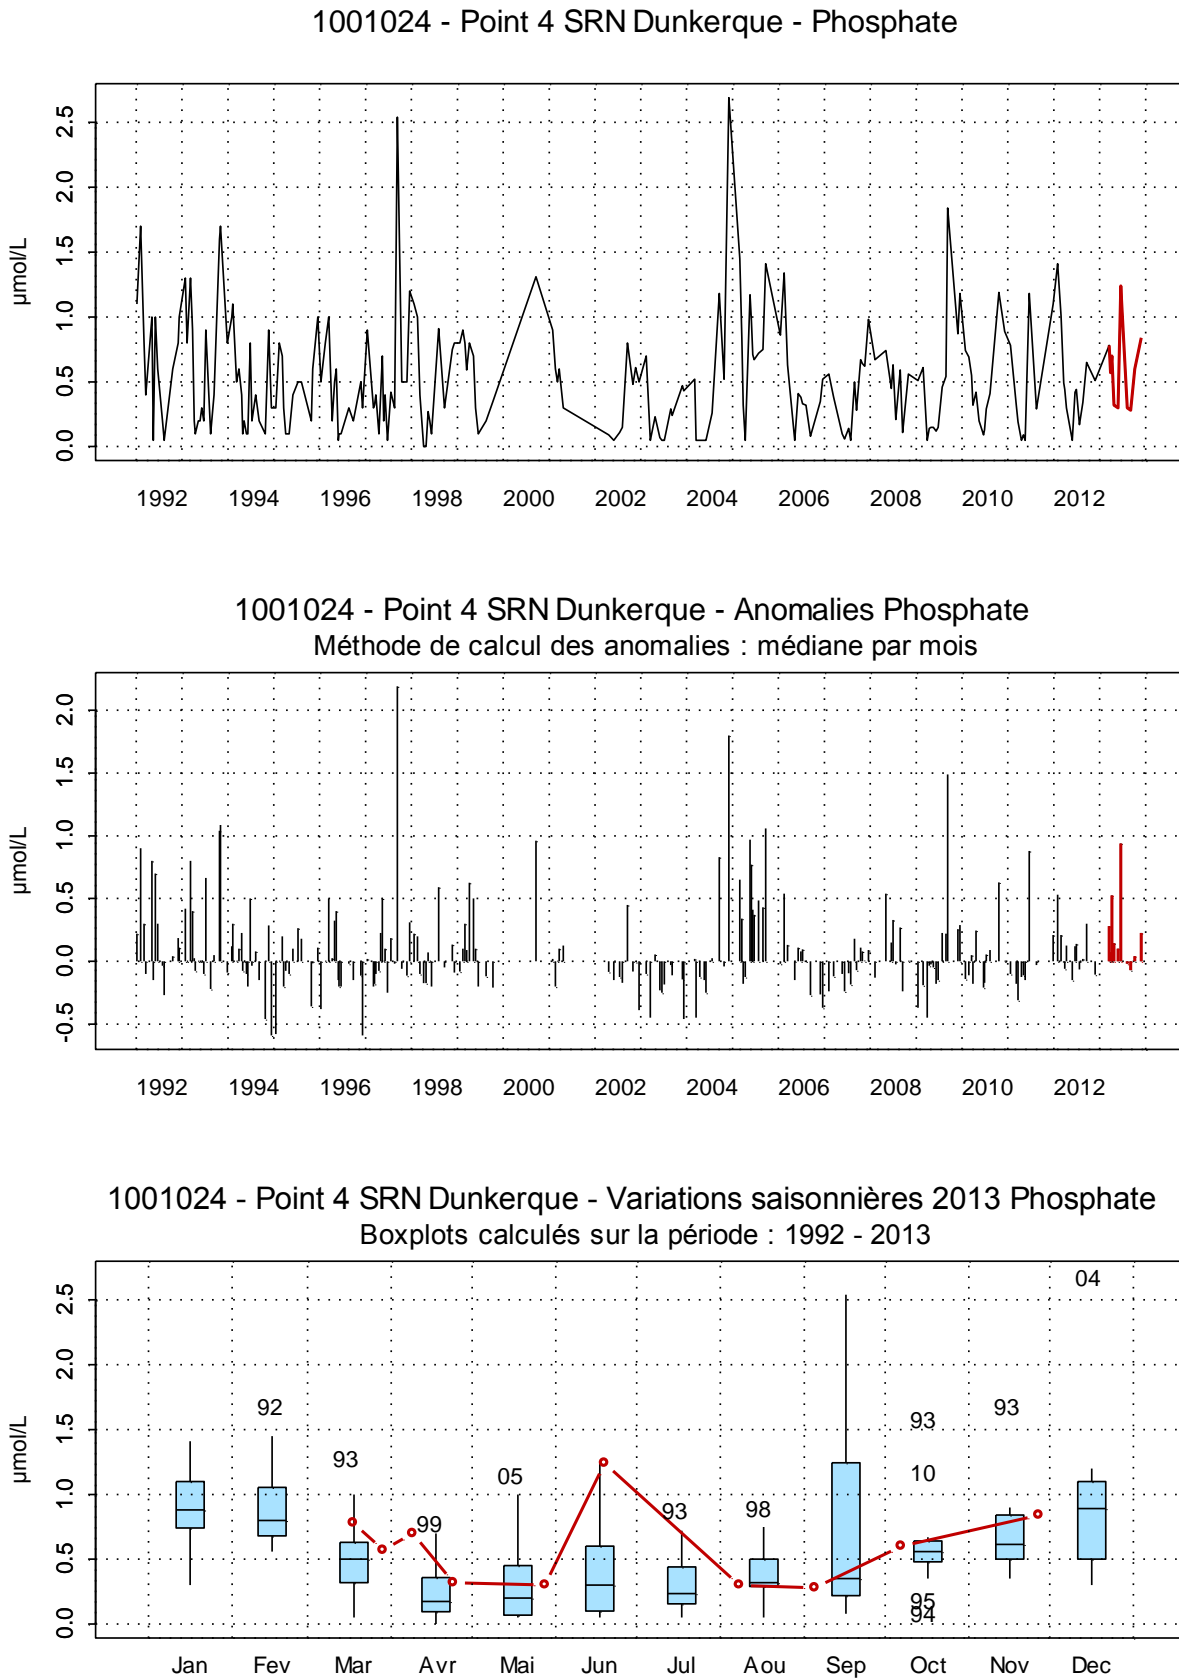 1001024 - Point 4 SRN Dunkerque - Phosphate
2.5
2.0
1.5
1.0
0.5
0.0
µmol/L
1992 1994 1996 1998 2000 2002 2004 2006 2008 2010 2012
1001024 - Point 4 SRN Dunkerque - Anomalies Phosphate
Méthode de calcul des anomalies : médiane par mois
2.0
1.5
1.0
0.5
0.0
-0.5
µmol/L
1992 1994 1996 1998 2000 2002 2004 2006 2008 2010 2012
1001024 - Point 4 SRN Dunkerque - Variations saisonnières 2013 Phosphate
Boxplots calculés sur la période : 1992 - 2013
2.5
2.0
1.5
1.0
0.5
0.0
µmol/L
04
92
93
93
93
05
10
99
93
98
95
94
Jan Fev Mar Avr Mai Jun Jul Aou Sep Oct Nov Dec